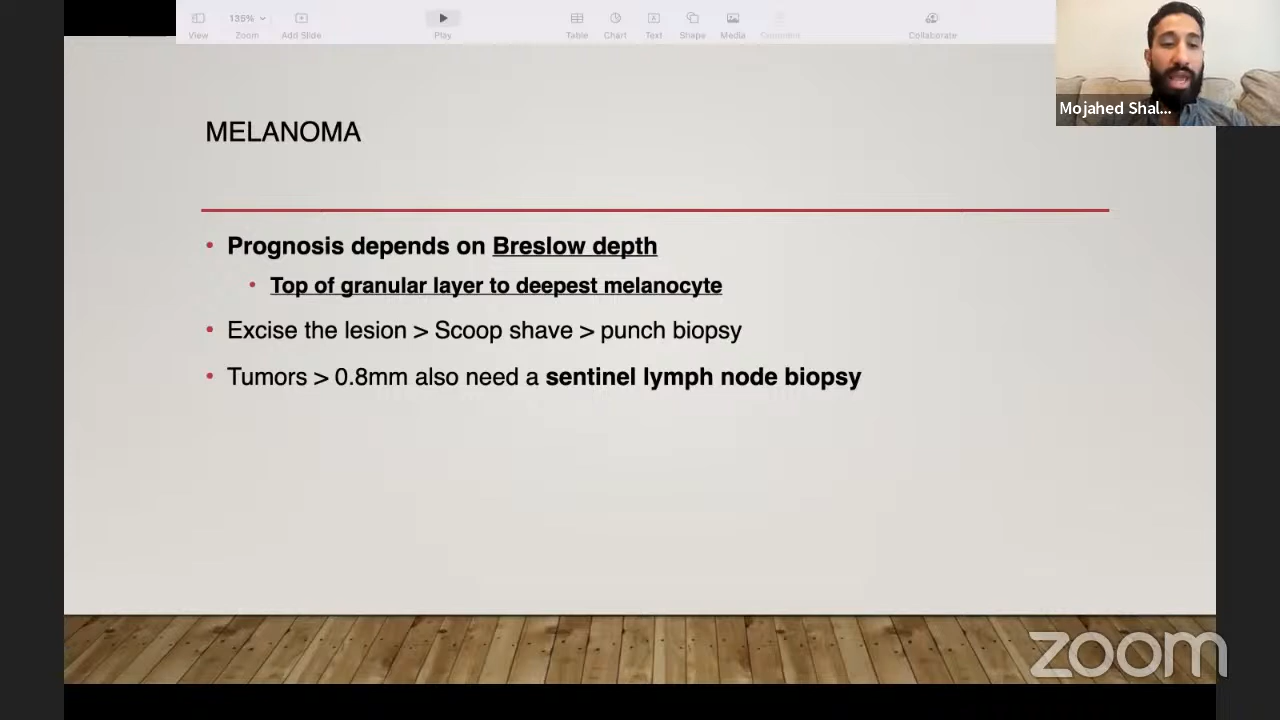 135%
View
Zoom
Add Slide
Play
Table
Chart
Text
Shape
Media
Comment
Collaborate
Mojahed Shal...
MELANOMA
• Prognosis depends on Breslow depth
• Top of granular layer to deepest melanocyte
• Excise the lesion > Scoop shave > punch biopsy
• Tumors > 0.8mm also need a sentinel lymph node biopsy
zoom